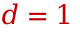 d = 1